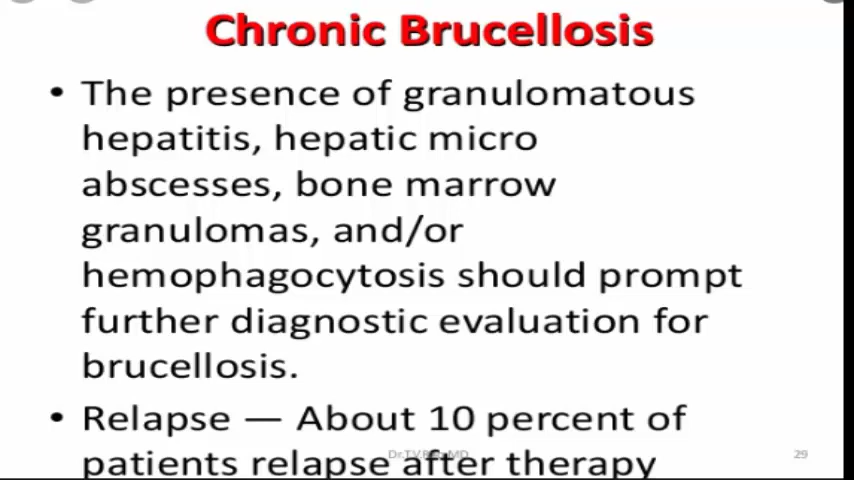 Chronic Brucellosis
• The presence of granulomatous
hepatitis, hepatic micro
abscesses, bone marrow
granulomas, and/or
hemophagocytosis should prompt
further diagnostic evaluation for
brucellosis.
• Relapse — About 10 percent of
patients relapse after therapy
29